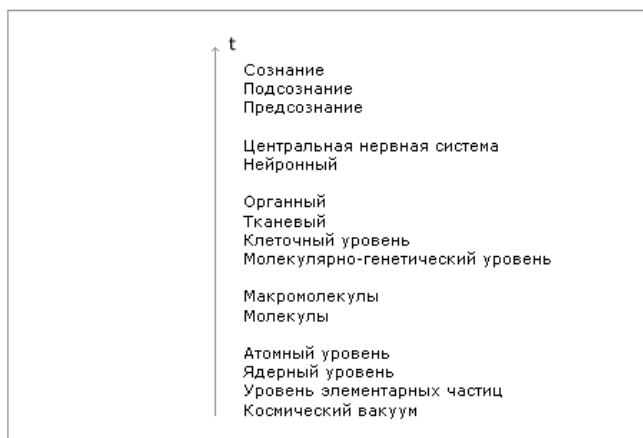 t
Сознание
Подсознание
Предсознание
Центральная нервная система
Нейронный
Органный
Тканевый
Клеточный уровень
Молекулярно-генетический уровень
Макромолекулы
Молекулы
Атомный уровень
Ядерный уровень
Уровень элементарных частиц
Космический вакуум